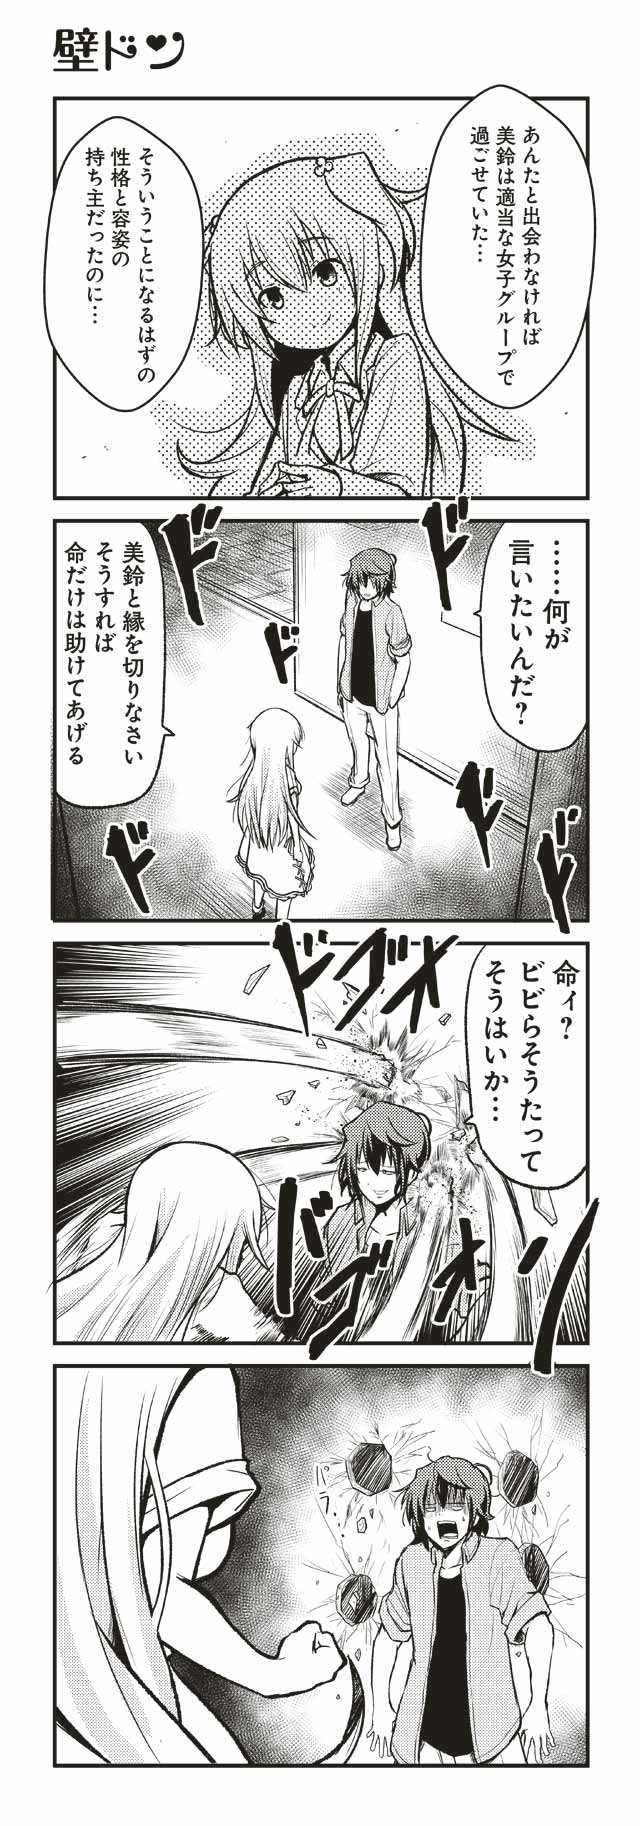 壁ドン
あんたと出会わなければ
美鈴は適当な女子グループで
過ごせていた…
そういうことになるはずの
性格と容姿の
持ち主だったのに…
……何が
言いたいんだ？
ド
ド
ド
美鈴と縁を切りなさい
そうすれば
命だけは助けてあげる
ド
ド
命ィ？
ビビらそうたって
そうはいか…
ドゴォ
ドゴォン
パラ